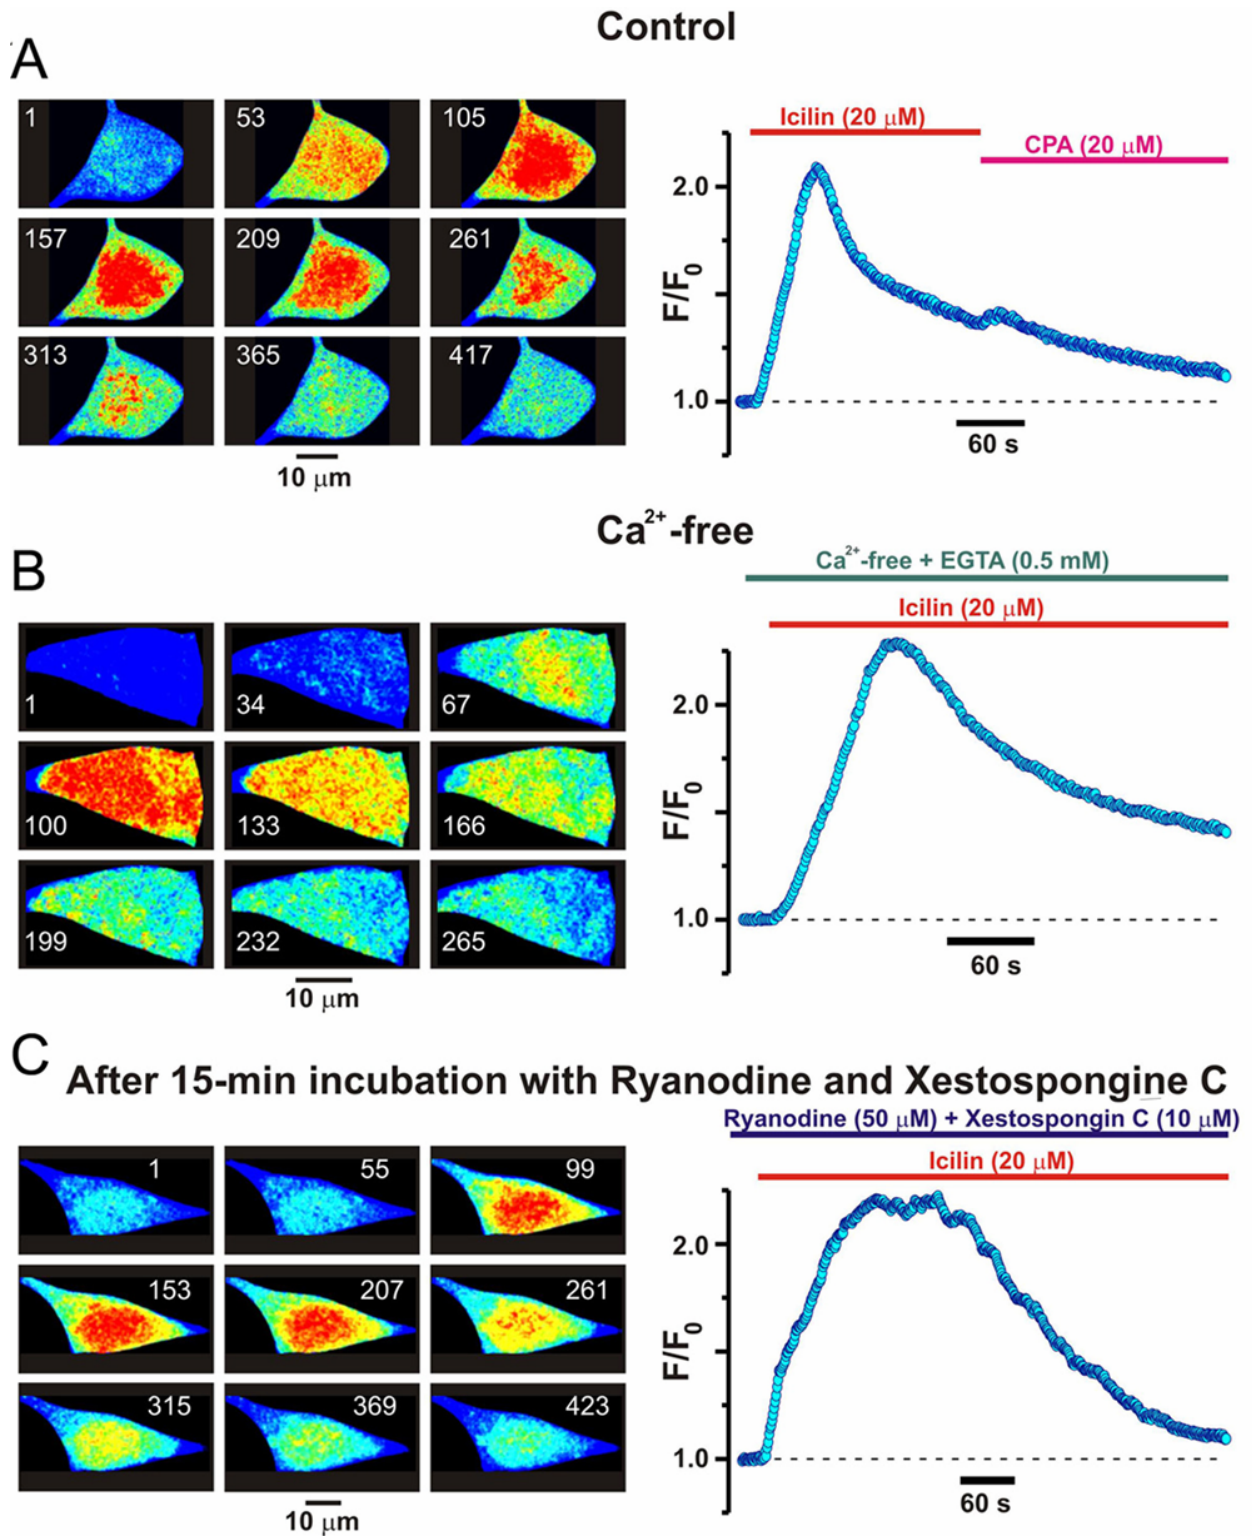 Control
A
1
53
105
157
209
261
313
365
417
10 μm
Icilin (20 μM)
CPA (20 μM)
2.0
1.0
F/F0
60 s
Ca2+-free
B
1
34
67
100
133
166
199
232
265
10 μm
Ca2+-free + EGTA (0.5 mM)
Icilin (20 μM)
2.0
1.0
F/F0
60 s
C
After 15-min incubation with Ryanodine and Xestospongine C
1
55
99
153
207
261
315
369
423
10 μm
Ryanodine (50 μM) + Xestospongin C (10 μM)
Icilin (20 μM)
2.0
1.0
F/F0
60 s